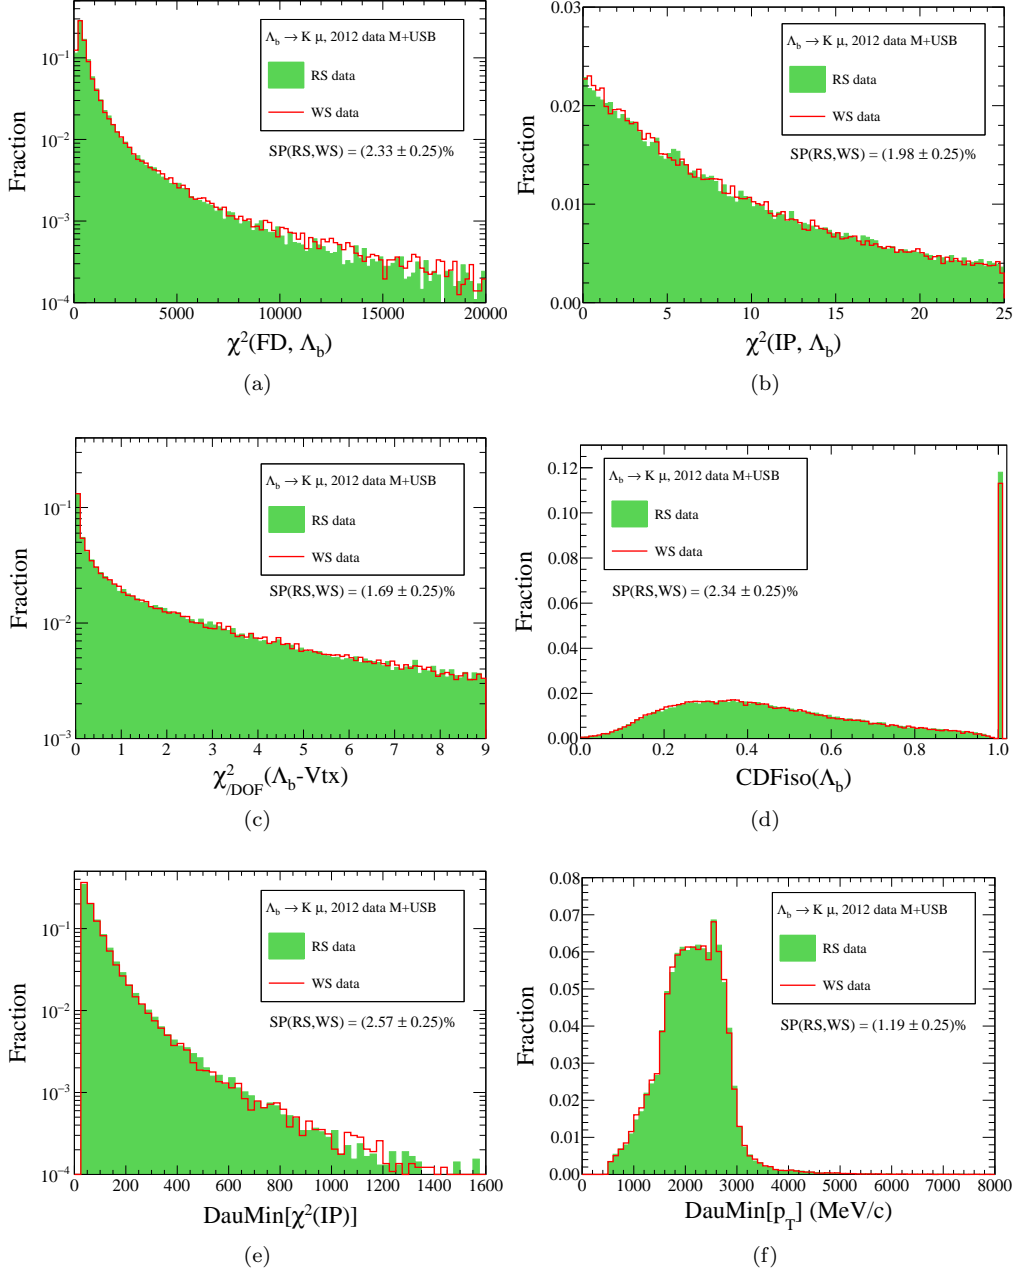 Λb → K μ, 2012 data M+USB
RS data
WS data
SP(RS,WS) = (2.33 ± 0.25)%
Fraction
10⁻¹
10⁻²
10⁻³
10⁻⁴
0 5000 10000 15000 20000
χ²(FD, Λb)
(a)
0.03
0.02
0.01
0.00
Λb → K μ, 2012 data M+USB
RS data
WS data
SP(RS,WS) = (1.98 ± 0.25)%
Fraction
0 5 10 15 20 25
χ²(IP, Λb)
(b)
Λb → K μ, 2012 data M+USB
RS data
WS data
SP(RS,WS) = (1.69 ± 0.25)%
Fraction
10⁻¹
10⁻²
10⁻³
0 1 2 3 4 5 6 7 8 9
χ²/DOF(Λb-Vtx)
(c)
0.12
0.10
0.08
0.06
0.04
0.02
0.00
Λb → K μ, 2012 data M+USB
RS data
WS data
SP(RS,WS) = (2.34 ± 0.25)%
Fraction
0.0 0.2 0.4 0.6 0.8 1.0
CDFiso(Λb)
(d)
Λb → K μ, 2012 data M+USB
RS data
WS data
SP(RS,WS) = (2.57 ± 0.25)%
Fraction
10⁻¹
10⁻²
10⁻³
10⁻⁴
0 200 400 600 800 1000 1200 1400 1600
DauMin[χ²(IP)]
(e)
0.08
0.07
0.06
0.05
0.04
0.03
0.02
0.01
0.00
Λb → K μ, 2012 data M+USB
RS data
WS data
SP(RS,WS) = (1.19 ± 0.25)%
Fraction
0 1000 2000 3000 4000 5000 6000 7000 8000
DauMin[pT] (MeV/c)
(f)